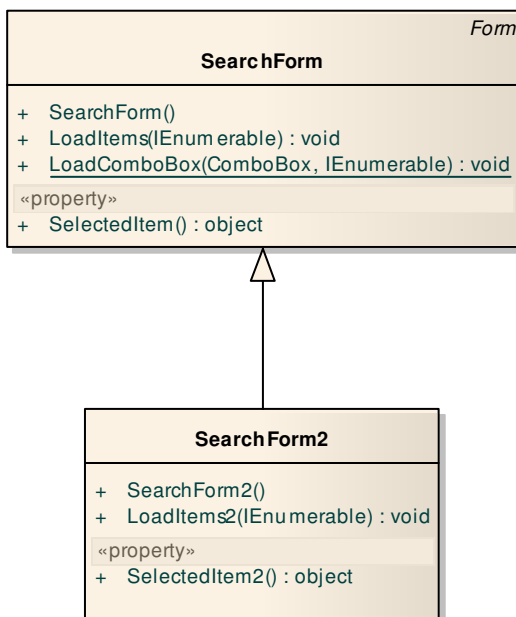 Form
SearchForm
+ SearchForm()
+ LoadItems(IEnumerable) : void
+ LoadComboBox(ComboBox, IEnumerable) : void
«property»
+ SelectedItem() : object
SearchForm2
+ SearchForm2()
+ LoadItems2(IEnumerable) : void
«property»
+ SelectedItem2() : object